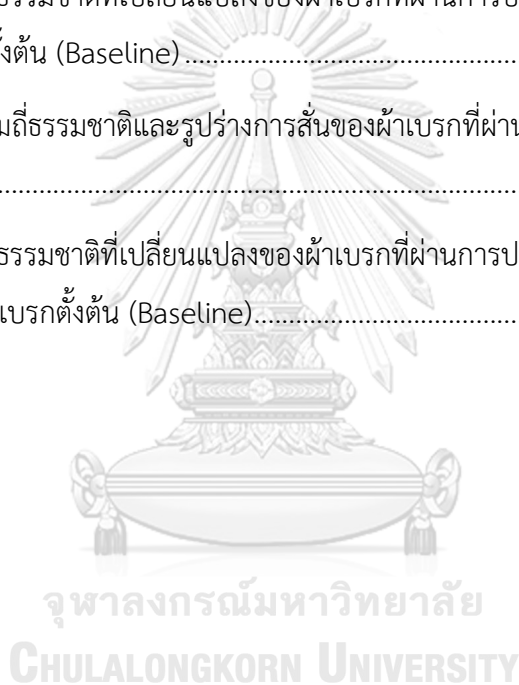 ธรรมชาติที่เปลี่ยนแปลงของผ้าเบรกที่ผ่านการป
ั้งต้น (Baseline)..........................................
มถี่ธรรมชาติและรูปร่างการสั่นของผ้าเบรกที่ผ่าน
................................................................
ธรรมชาติที่เปลี่ยนแปลงของผ้าเบรกที่ผ่านการป
เบรกตั้งต้น (Baseline).................................
จุฬาลงกรณ์มหาวิทยาลัย
CHULALONGKORN UNIVERSITY